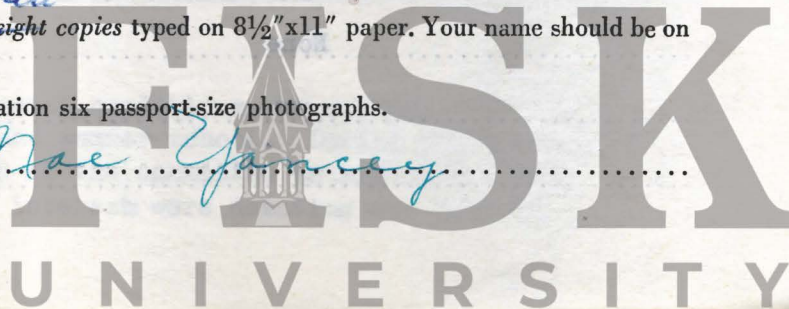 eight copies typed on 8½"x11" paper. Your name should be on
ation six passport-size photographs.
Mae Yancey
FISK
UNIVERSITY